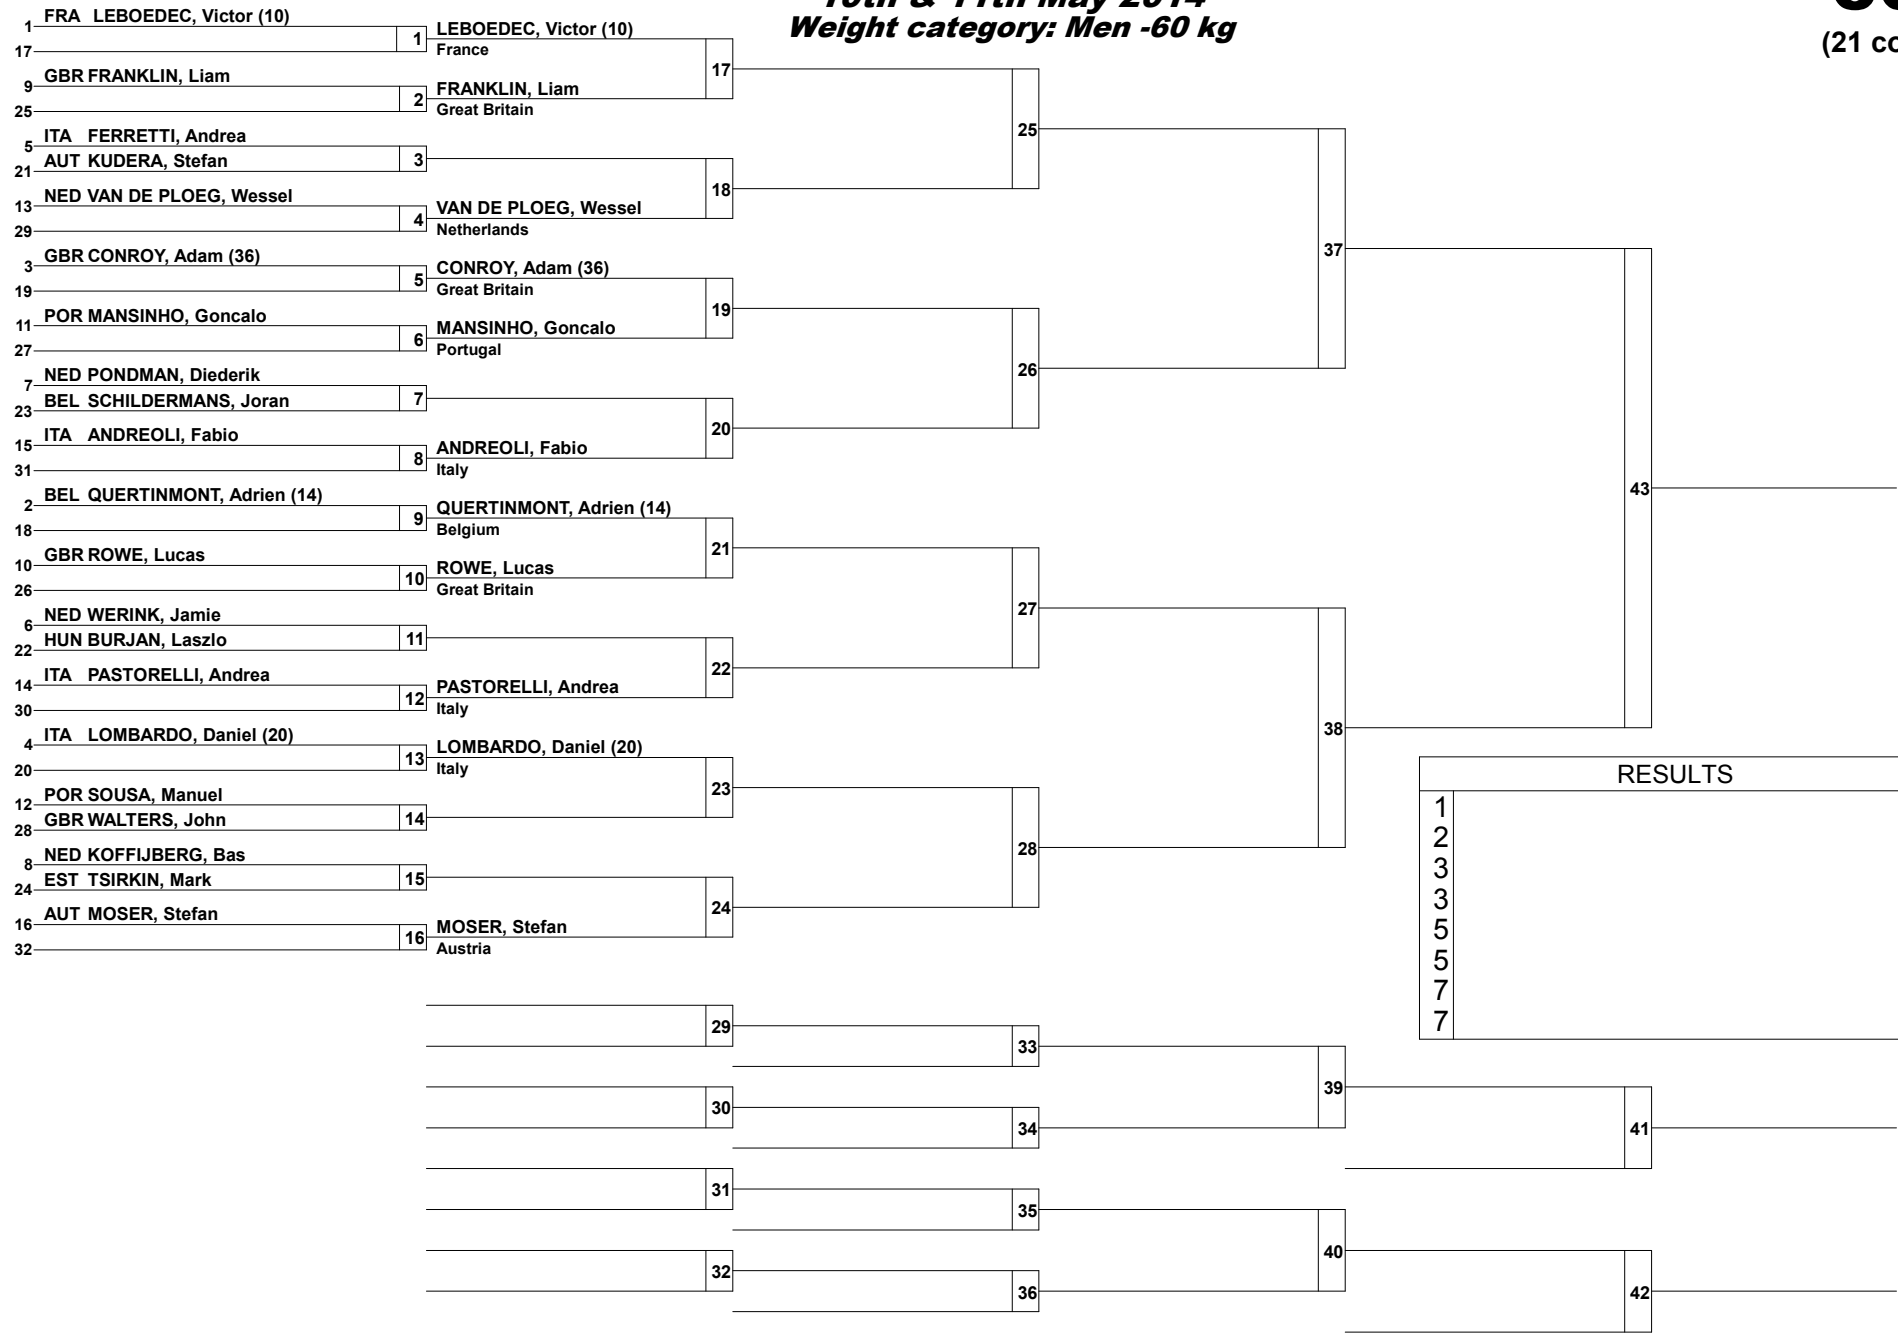 10th & 11th May 2014
Weight category: Men -60 kg
(21 co
1 FRA LEBOEDEC, Victor (10)
17
1
LEBOEDEC, Victor (10)
France
9 GBR FRANKLIN, Liam
25
2
FRANKLIN, Liam
Great Britain
17
5 ITA FERRETTI, Andrea
21 AUT KUDERA, Stefan
3
13 NED VAN DE PLOEG, Wessel
29
4
VAN DE PLOEG, Wessel
Netherlands
18
25
3 GBR CONROY, Adam (36)
19
5
CONROY, Adam (36)
Great Britain
11 POR MANSINHO, Goncalo
27
6
MANSINHO, Goncalo
Portugal
19
7 NED PONDMAN, Diederik
23 BEL SCHILDERMANS, Joran
7
15 ITA ANDREOLI, Fabio
31
8
ANDREOLI, Fabio
Italy
20
26
37
2 BEL QUERTINMONT, Adrien (14)
18
9
QUERTINMONT, Adrien (14)
Belgium
10 GBR ROWE, Lucas
26
10
ROWE, Lucas
Great Britain
21
6 NED WERINK, Jamie
22 HUN BURJAN, Laszlo
11
14 ITA PASTORELLI, Andrea
30
12
PASTORELLI, Andrea
Italy
22
27
4 ITA LOMBARDO, Daniel (20)
20
13
LOMBARDO, Daniel (20)
Italy
12 POR SOUSA, Manuel
28 GBR WALTERS, John
14
23
8 NED KOFFIJBERG, Bas
24 EST TSIRKIN, Mark
15
16 AUT MOSER, Stefan
32
16
MOSER, Stefan
Austria
24
28
38
43
RESULTS
1
2
3
3
5
5
7
7
29
33
30
34
39
41
31
35
32
36
40
42